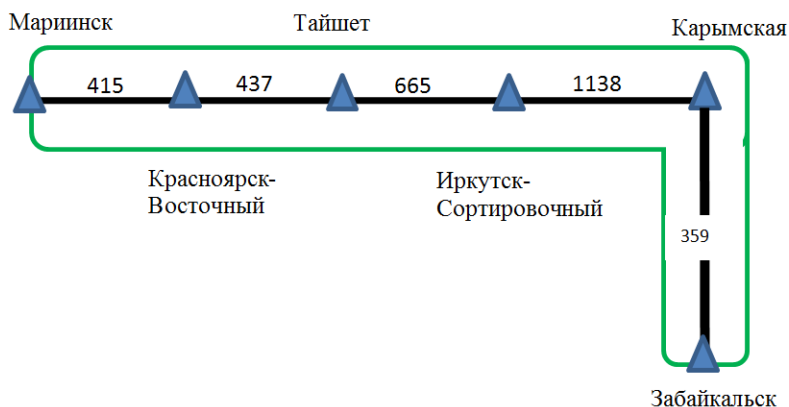 Мариинск
Тайшет
Карымская
415
437
665
1138
Красноярск-
Восточный
Иркутск-
Сортировочный
359
Забайкальск